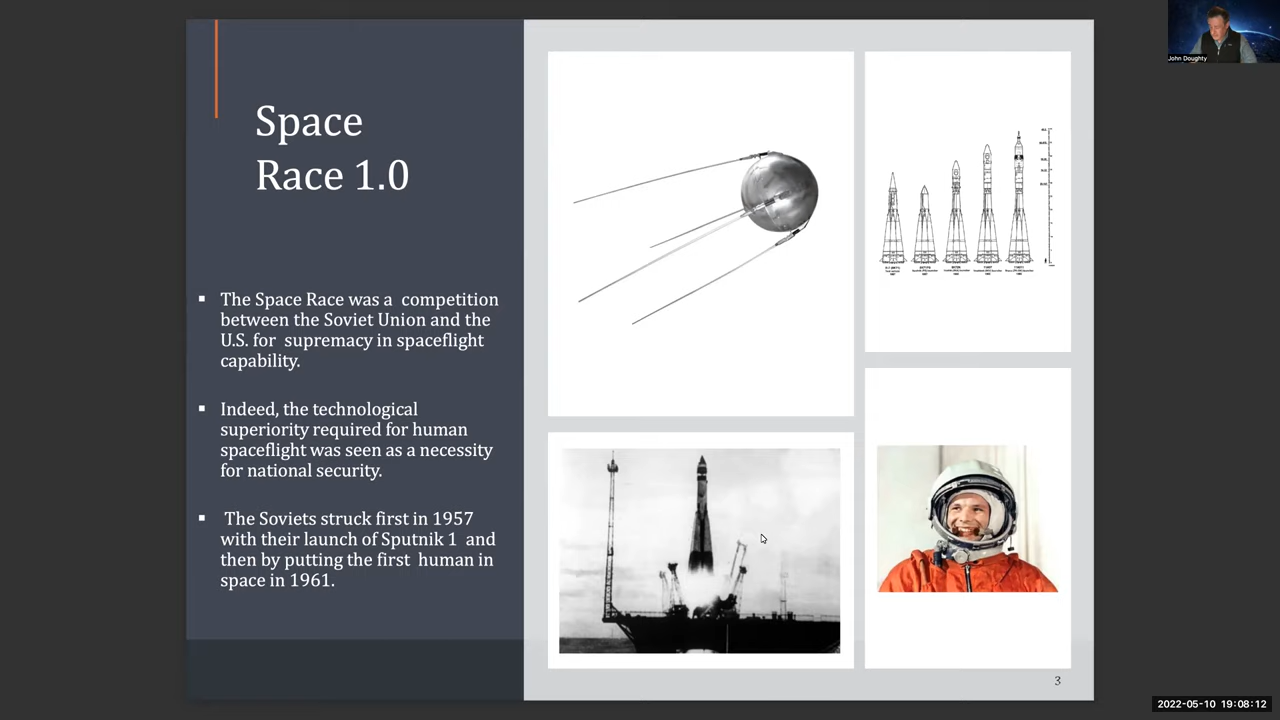 John Doughty
Space
Race 1.0
▪ The Space Race was a competition
between the Soviet Union and the
U.S. for supremacy in spaceflight
capability.
▪ Indeed, the technological
superiority required for human
spaceflight was seen as a necessity
for national security.
▪ The Soviets struck first in 1957
with their launch of Sputnik 1 and
then by putting the first human in
space in 1961.
3
2022-05-10 19:08:12